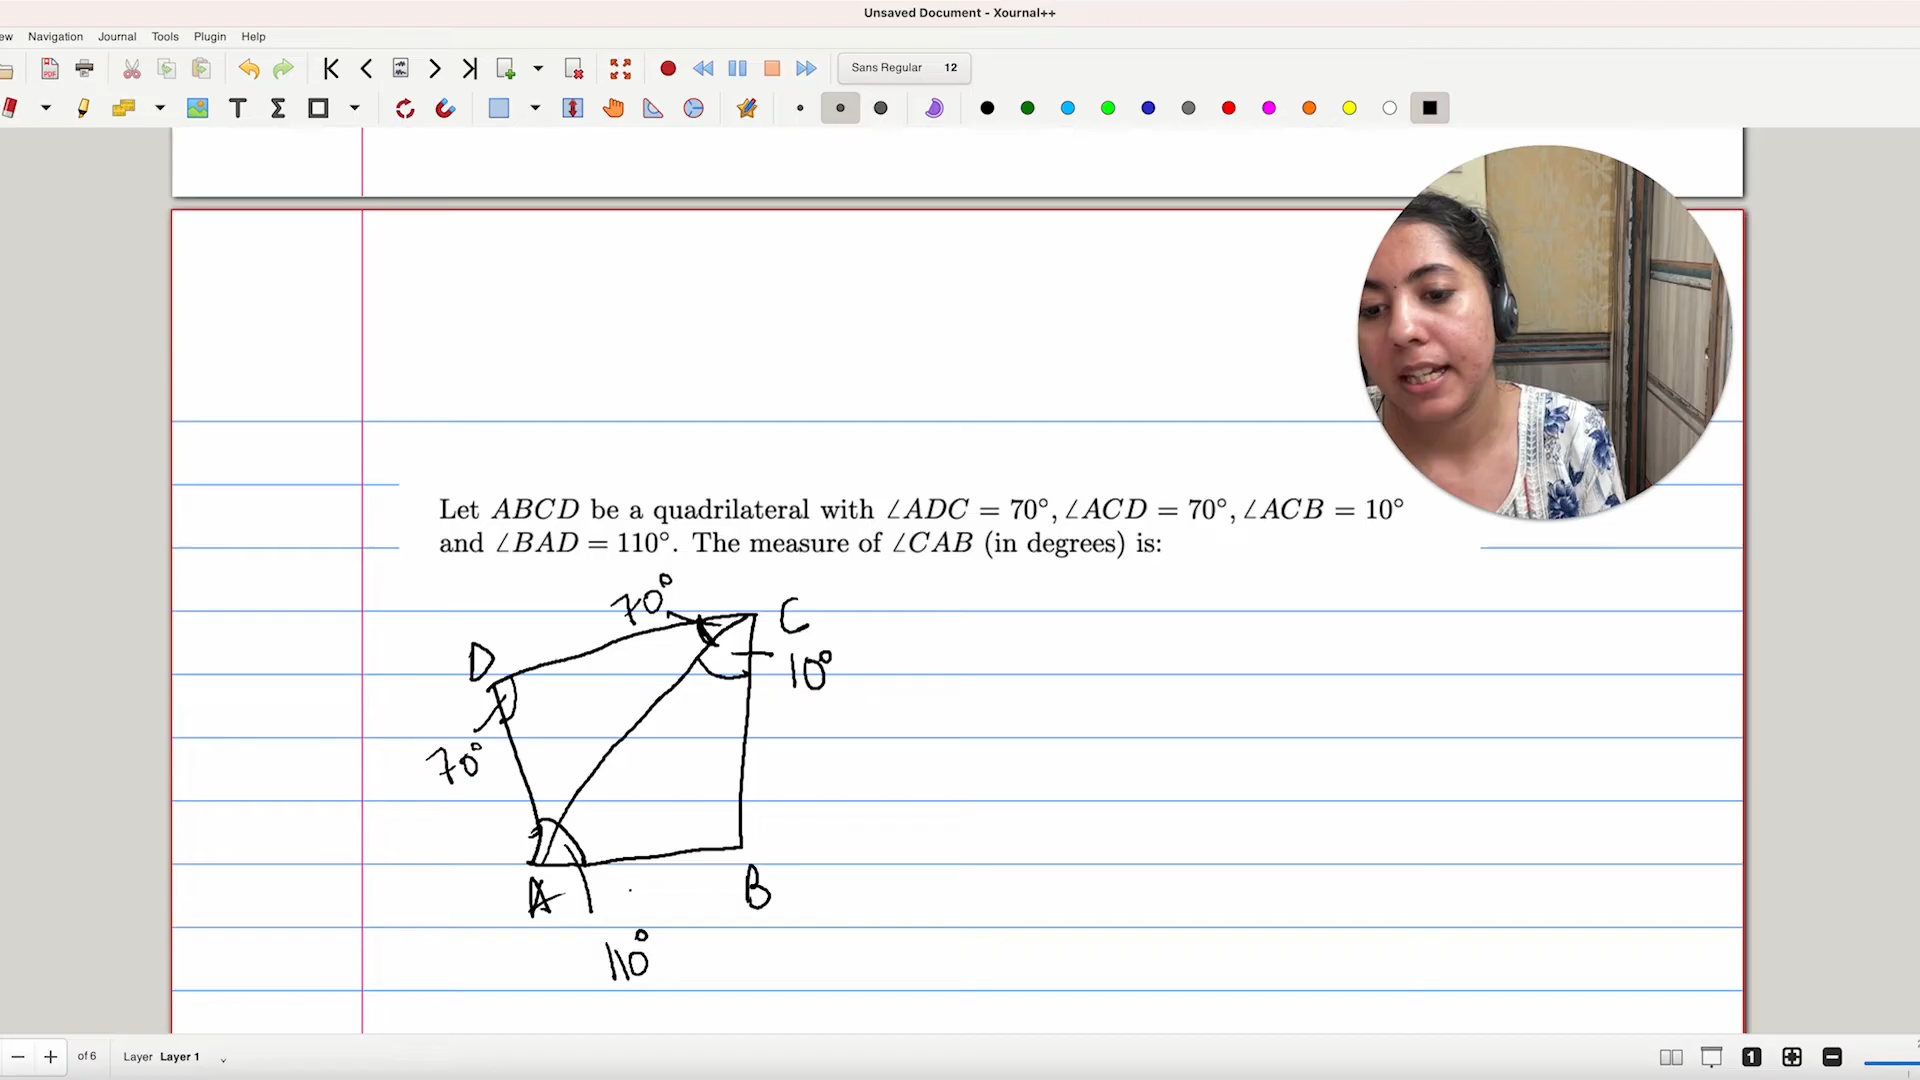 Unsaved Document - Xournal++
ew Navigation Journal Tools Plugin Help
Sans Regular 12
Let ABCD be a quadrilateral with ∠ADC = 70°, ∠ACD = 70°, ∠ACB = 10°
and ∠BAD = 110°. The measure of ∠CAB (in degrees) is:
70°
C
D
10°
70°
A
B
110°
of 6 Layer Layer 1
1